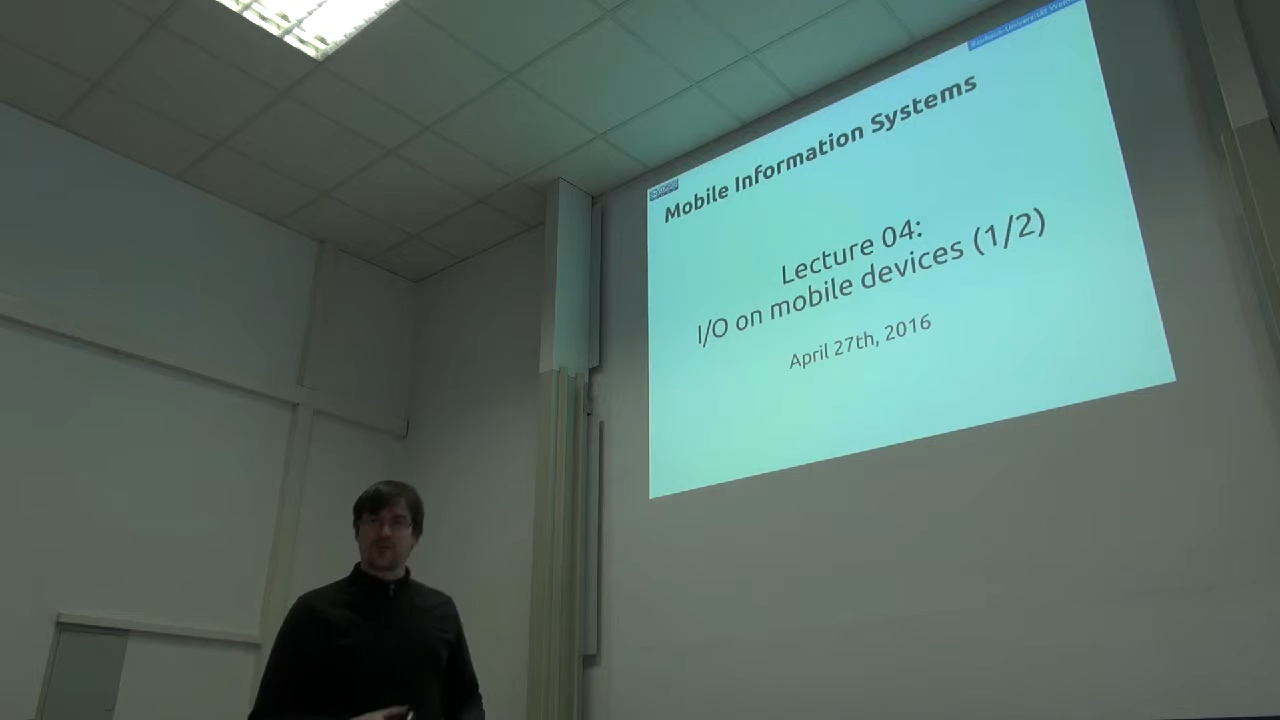 Mobile Information Systems
Lecture 04:
I/O on mobile devices (1/2)
April 27th, 2016